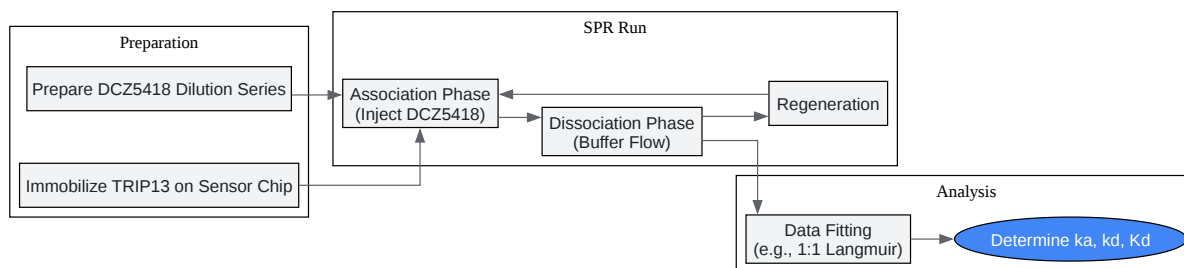 Preparation
Prepare DCZ5418 Dilution Series
Immobilize TRIP13 on Sensor Chip
SPR Run
Association Phase
(Inject DCZ5418)
Dissociation Phase
(Buffer Flow)
Regeneration
Analysis
Data Fitting
(e.g., 1:1 Langmuir)
Determine ka, kd, Kd